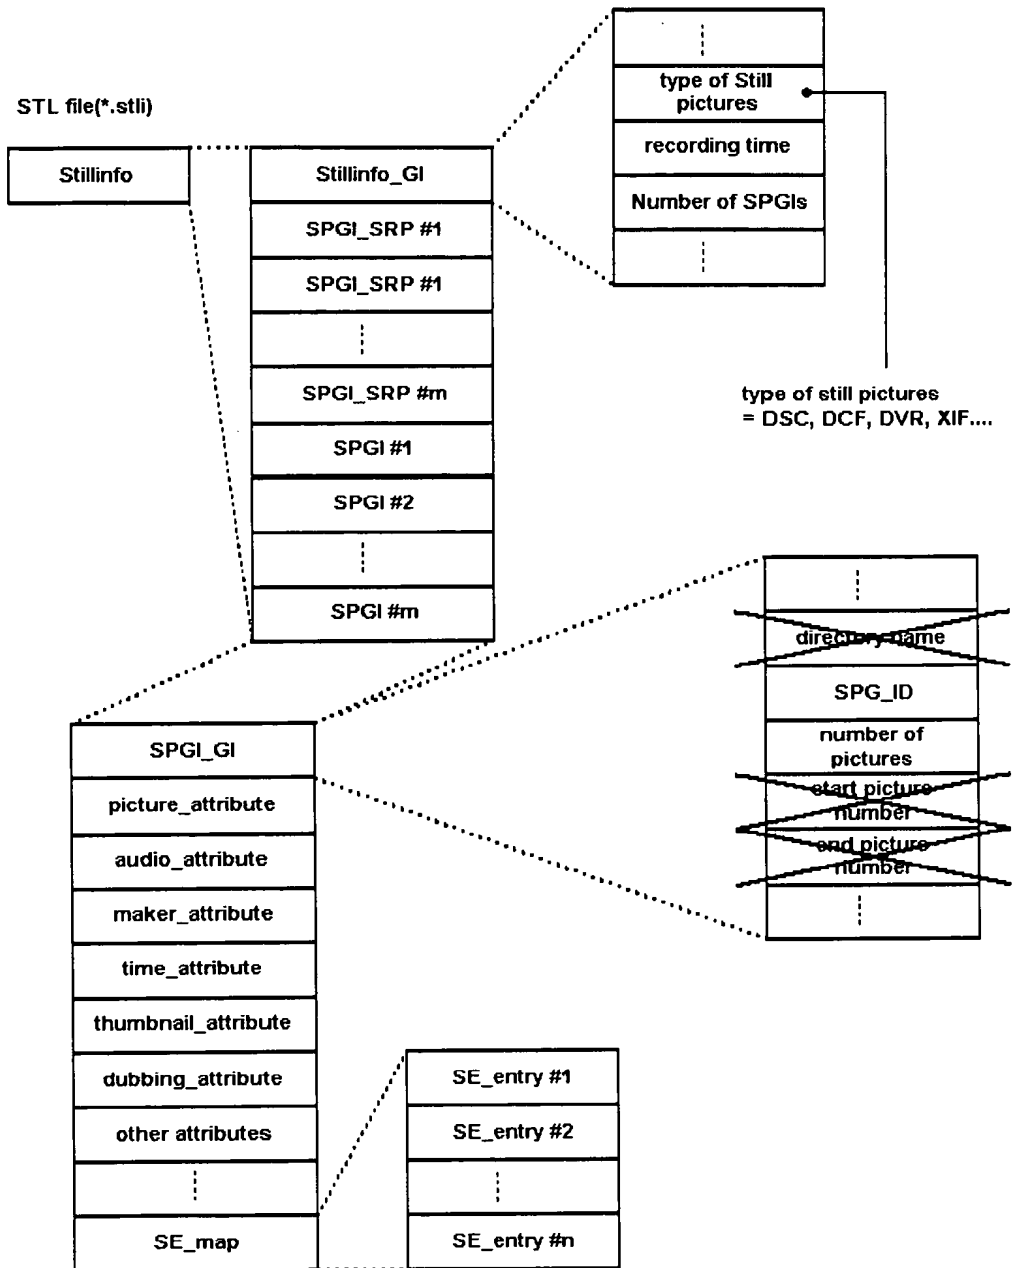 STL file(*.stli)
Stillinfo
Stillinfo_GI
SPGI_SRP #1
SPGI_SRP #1
SPGI_SRP #m
SPGI #1
SPGI #2
SPGI #m
type of Still
pictures
recording time
Number of SPGIs
type of still pictures
= DSC, DCF, DVR, XIF....
directory name
SPG_ID
number of
pictures
start picture
number
end picture
number
SPGI_GI
picture_attribute
audio_attribute
maker_attribute
time_attribute
thumbnail_attribute
dubbing_attribute
other attributes
SE_map
SE_entry #1
SE_entry #2
SE_entry #n